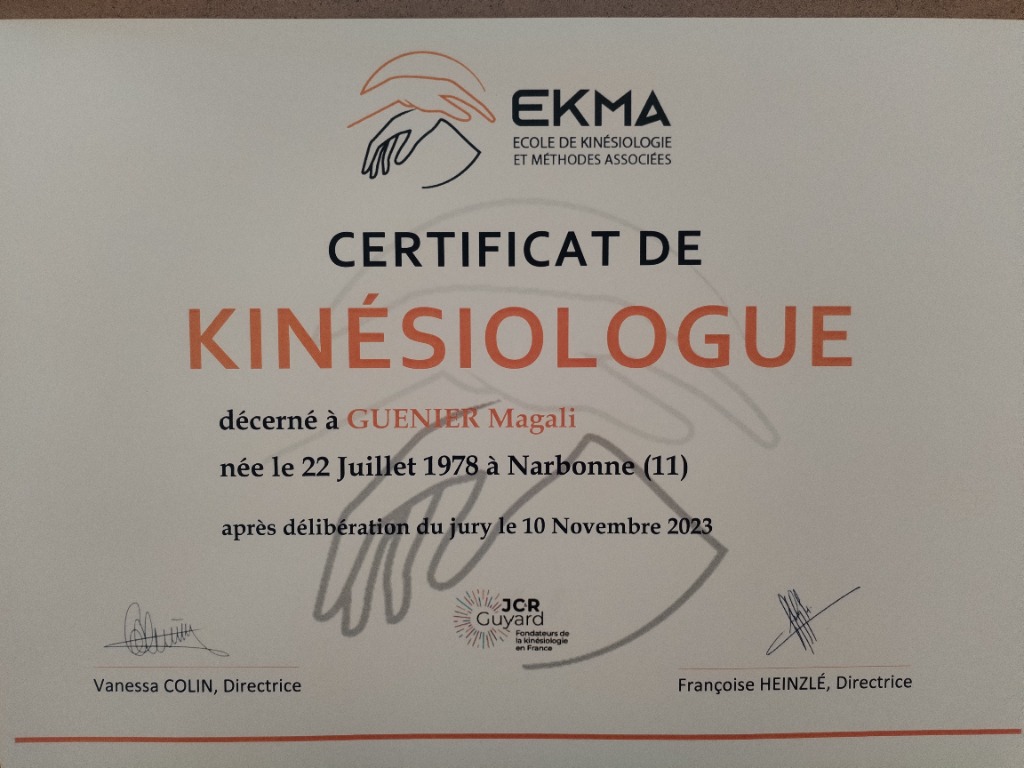 EKMA
ECOLE DE KINÉSIOLOGIE
ET MÉTHODES ASSOCIÉES
CERTIFICAT DE
KINÉSIOLOGUE
décerné à GUENIER Magali
née le 22 Juillet 1978 à Narbonne (11)
après délibération du jury le 10 Novembre 2023
JCR
Guyard
Fondateurs de
la kinésiologie
en France
Vanessa COLIN, Directrice
Françoise HEINZLÉ, Directrice